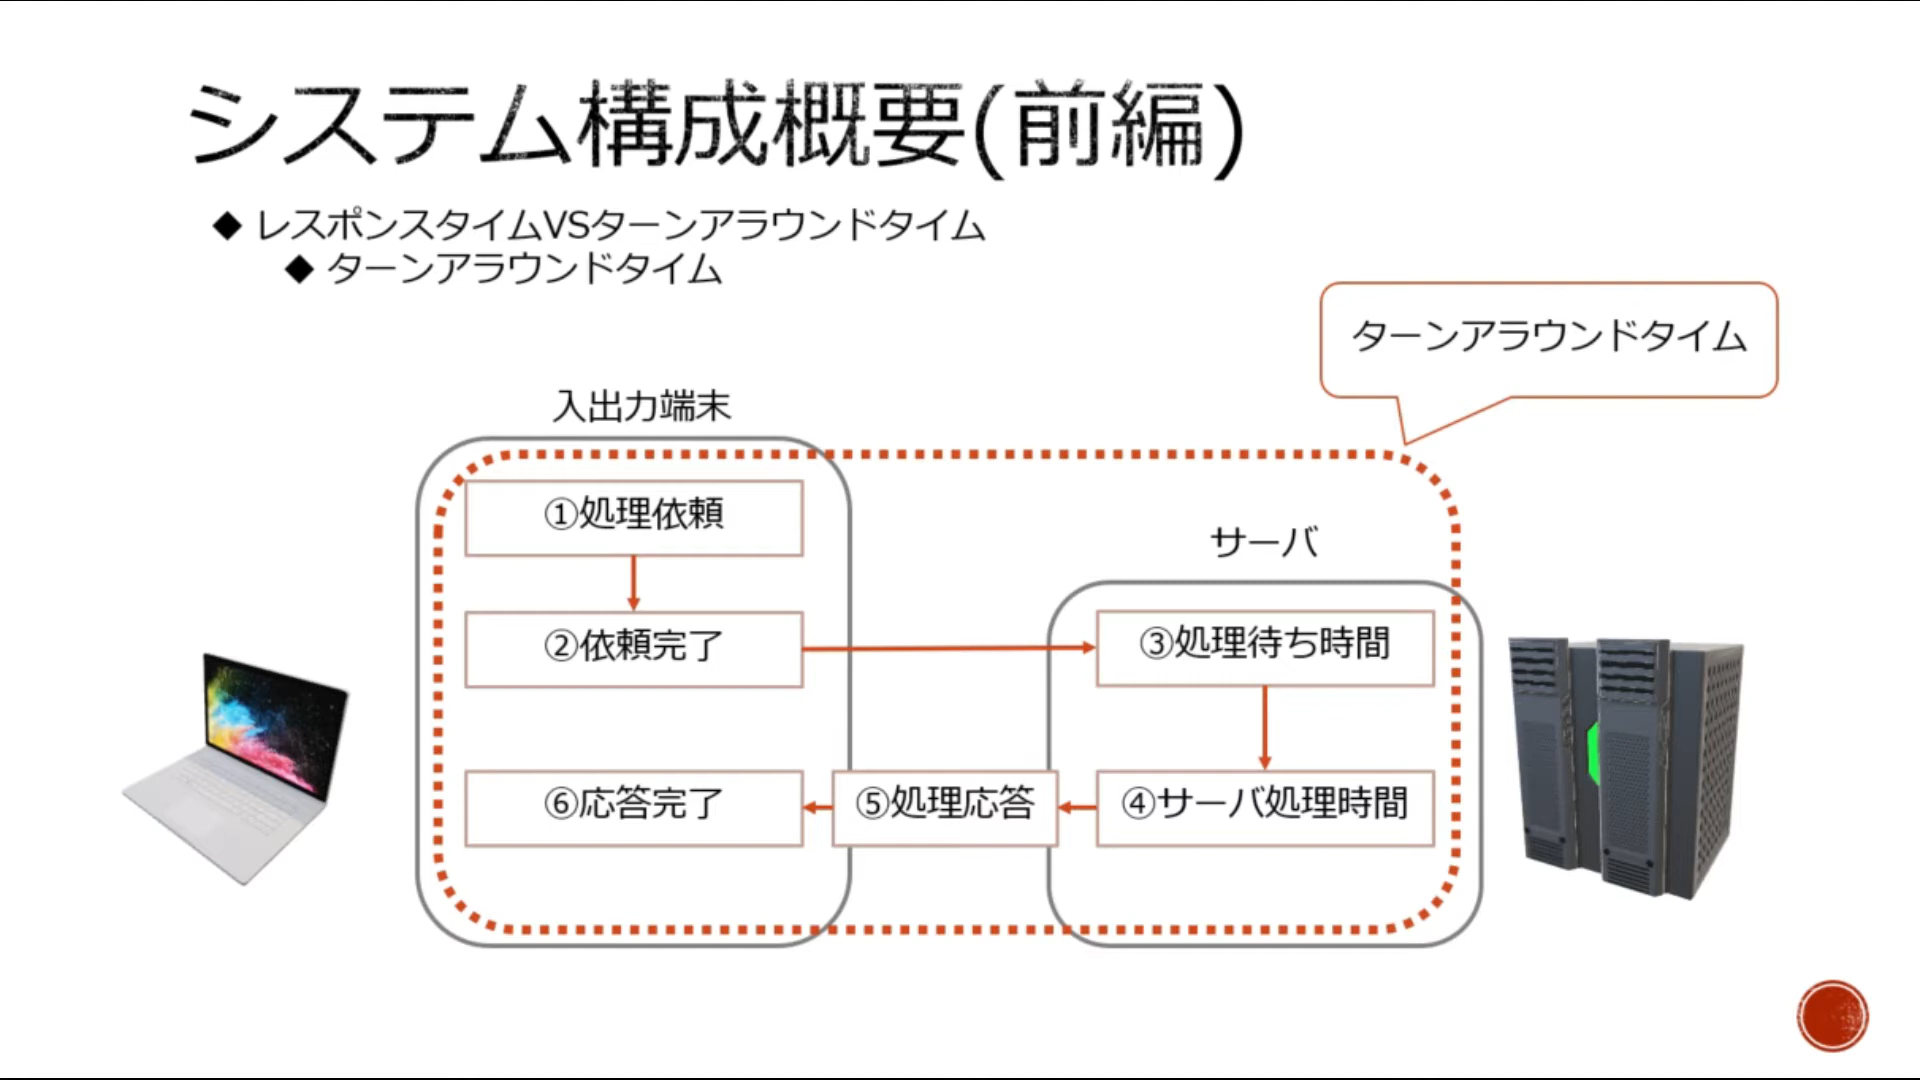 システム構成概要(前編)
◆ レスポンスタイムVSターンアラウンドタイム
◆ ターンアラウンドタイム
ターンアラウンドタイム
入出力端末
①処理依頼
サーバ
②依頼完了
③処理待ち時間
⑥応答完了
⑤処理応答
④サーバ処理時間